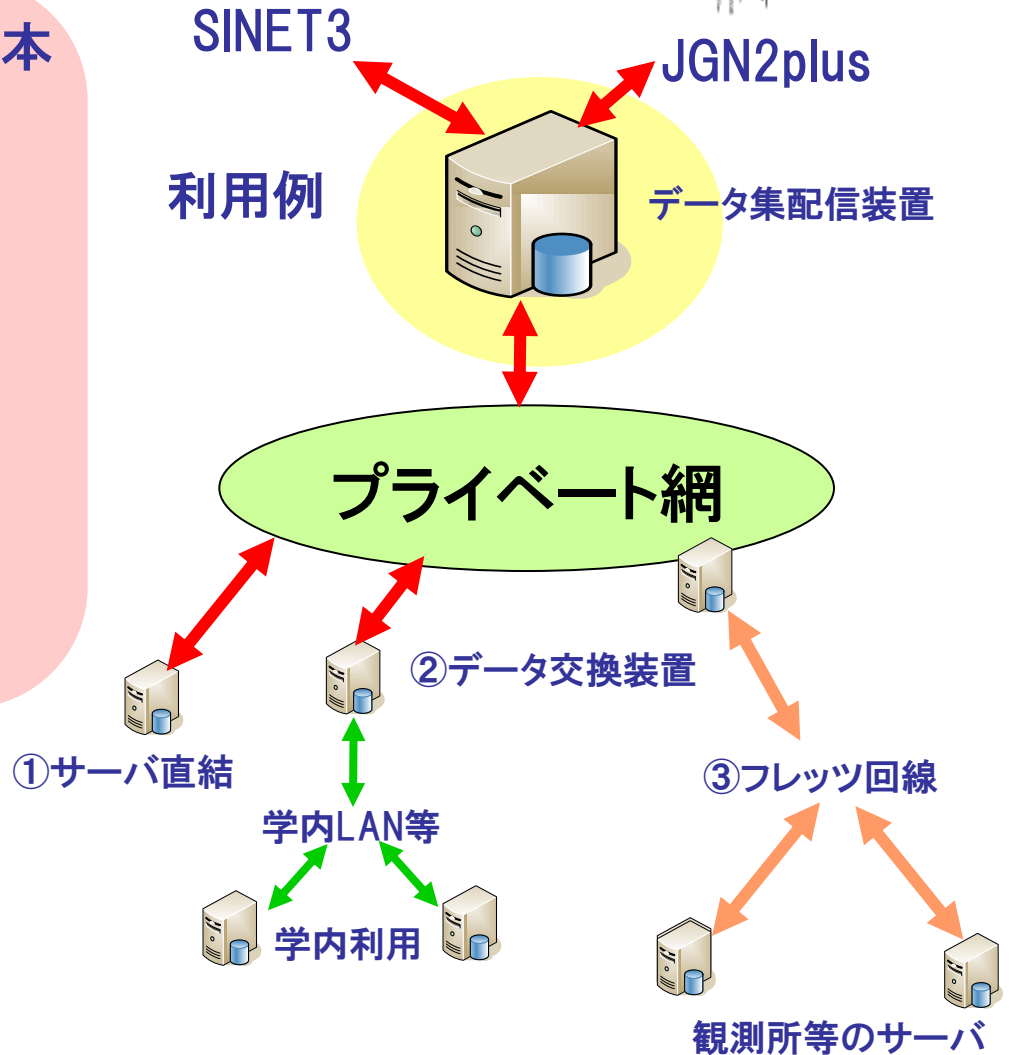 本
SINET3
JGN2plus
利用例
データ集配信装置
プライベート網
②データ交換装置
①サーバ直結
③フレッツ回線
学内LAN等
学内利用
観測所等のサーバ